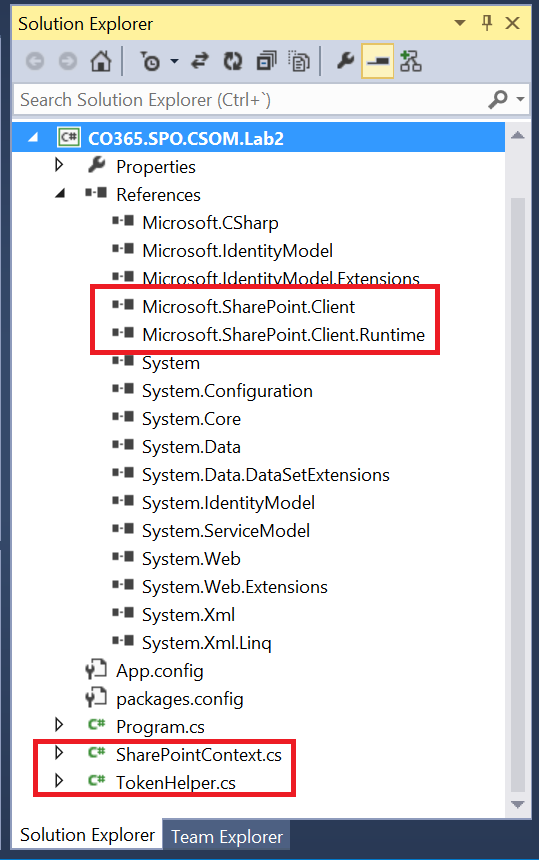 Solution Explorer
Search Solution Explorer (Ctrl+`)
C# CO365.SPO.CSOM.Lab2
Properties
References
Microsoft.CSharp
Microsoft.IdentityModel
Microsoft.IdentityModel.Extensions
Microsoft.SharePoint.Client
Microsoft.SharePoint.Client.Runtime
System
System.Configuration
System.Core
System.Data
System.Data.DataSetExtensions
System.IdentityModel
System.ServiceModel
System.Web
System.Web.Extensions
System.Xml
System.Xml.Linq
App.config
packages.config
C# Program.cs
C# SharePointContext.cs
C# TokenHelper.cs
Solution Explorer Team Explorer